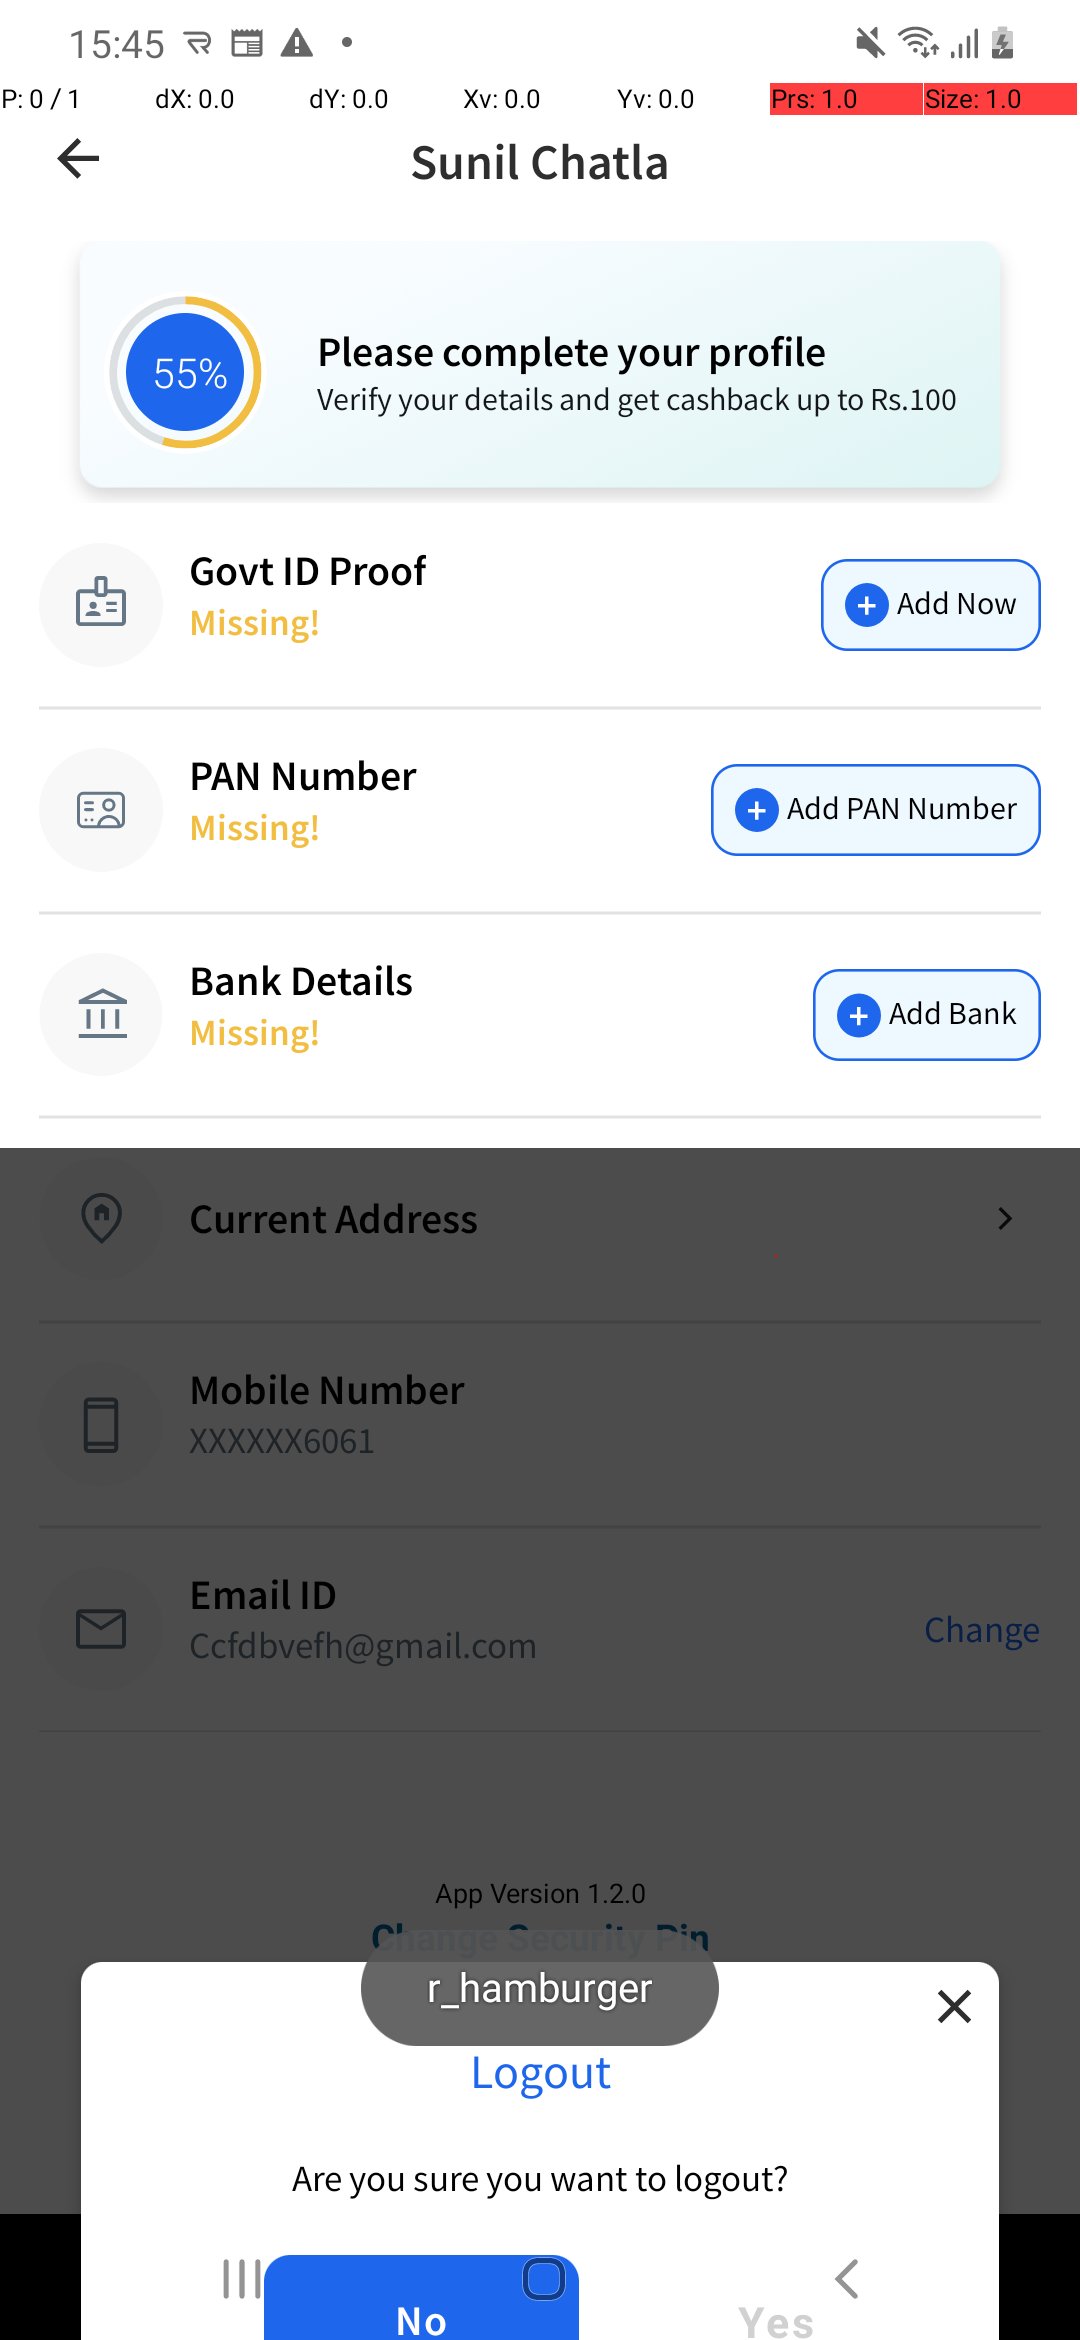 15:45
P: 0 / 1 dX: 0.0 dY: 0.0 Xv: 0.0 Yv: 0.0 Prs: 1.0 Size: 1.0
Sunil Chatla
55%
Please complete your profile
Verify your details and get cashback up to Rs.100
Govt ID Proof
Missing!
Add Now
PAN Number
Missing!
Add PAN Number
Bank Details
Missing!
Add Bank
Current Address
Mobile Number
XXXXXX6061
Email ID
Ccfdbvefh@gmail.com
Change
App Version 1.2.0
Change Security Pin
r_hamburger
Logout
Are you sure you want to logout?
No
Yes